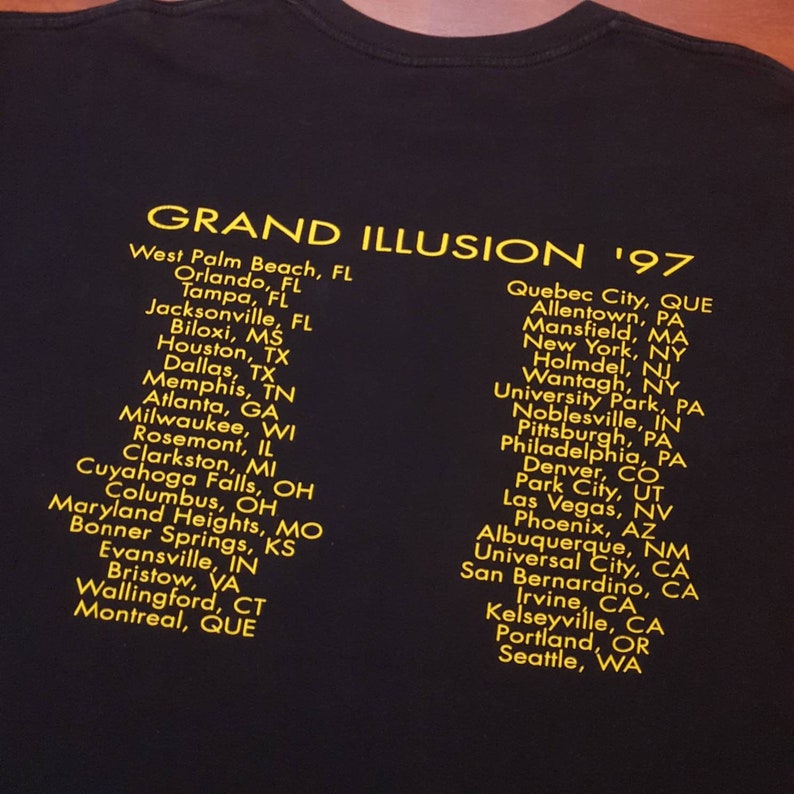 GRAND ILLUSION '97
West Palm Beach, FL
Orlando, FL
Tampa, FL
Jacksonville, FL
Biloxi, MS
Houston, TX
Dallas, TX
Memphis, TN
Atlanta, GA
Milwaukee, WI
Rosemont, IL
Clarkston, MI
Cuyahoga Falls, OH
Columbus, OH
Maryland Heights, MO
Bonner Springs, KS
Evansville, IN
Bristow, VA
Wallingford, CT
Montreal, QUE
Quebec City, QUE
Allentown, PA
Mansfield, MA
New York, NY
Holmdel, NJ
Wantagh, NY
University Park, PA
Noblesville, IN
Pittsburgh, PA
Philadelphia, PA
Denver, CO
Park City, UT
Las Vegas, NV
Phoenix, AZ
Albuquerque, NM
Universal City, CA
San Bernardino, CA
Irvine, CA
Kelseyville, CA
Portland, OR
Seattle, WA